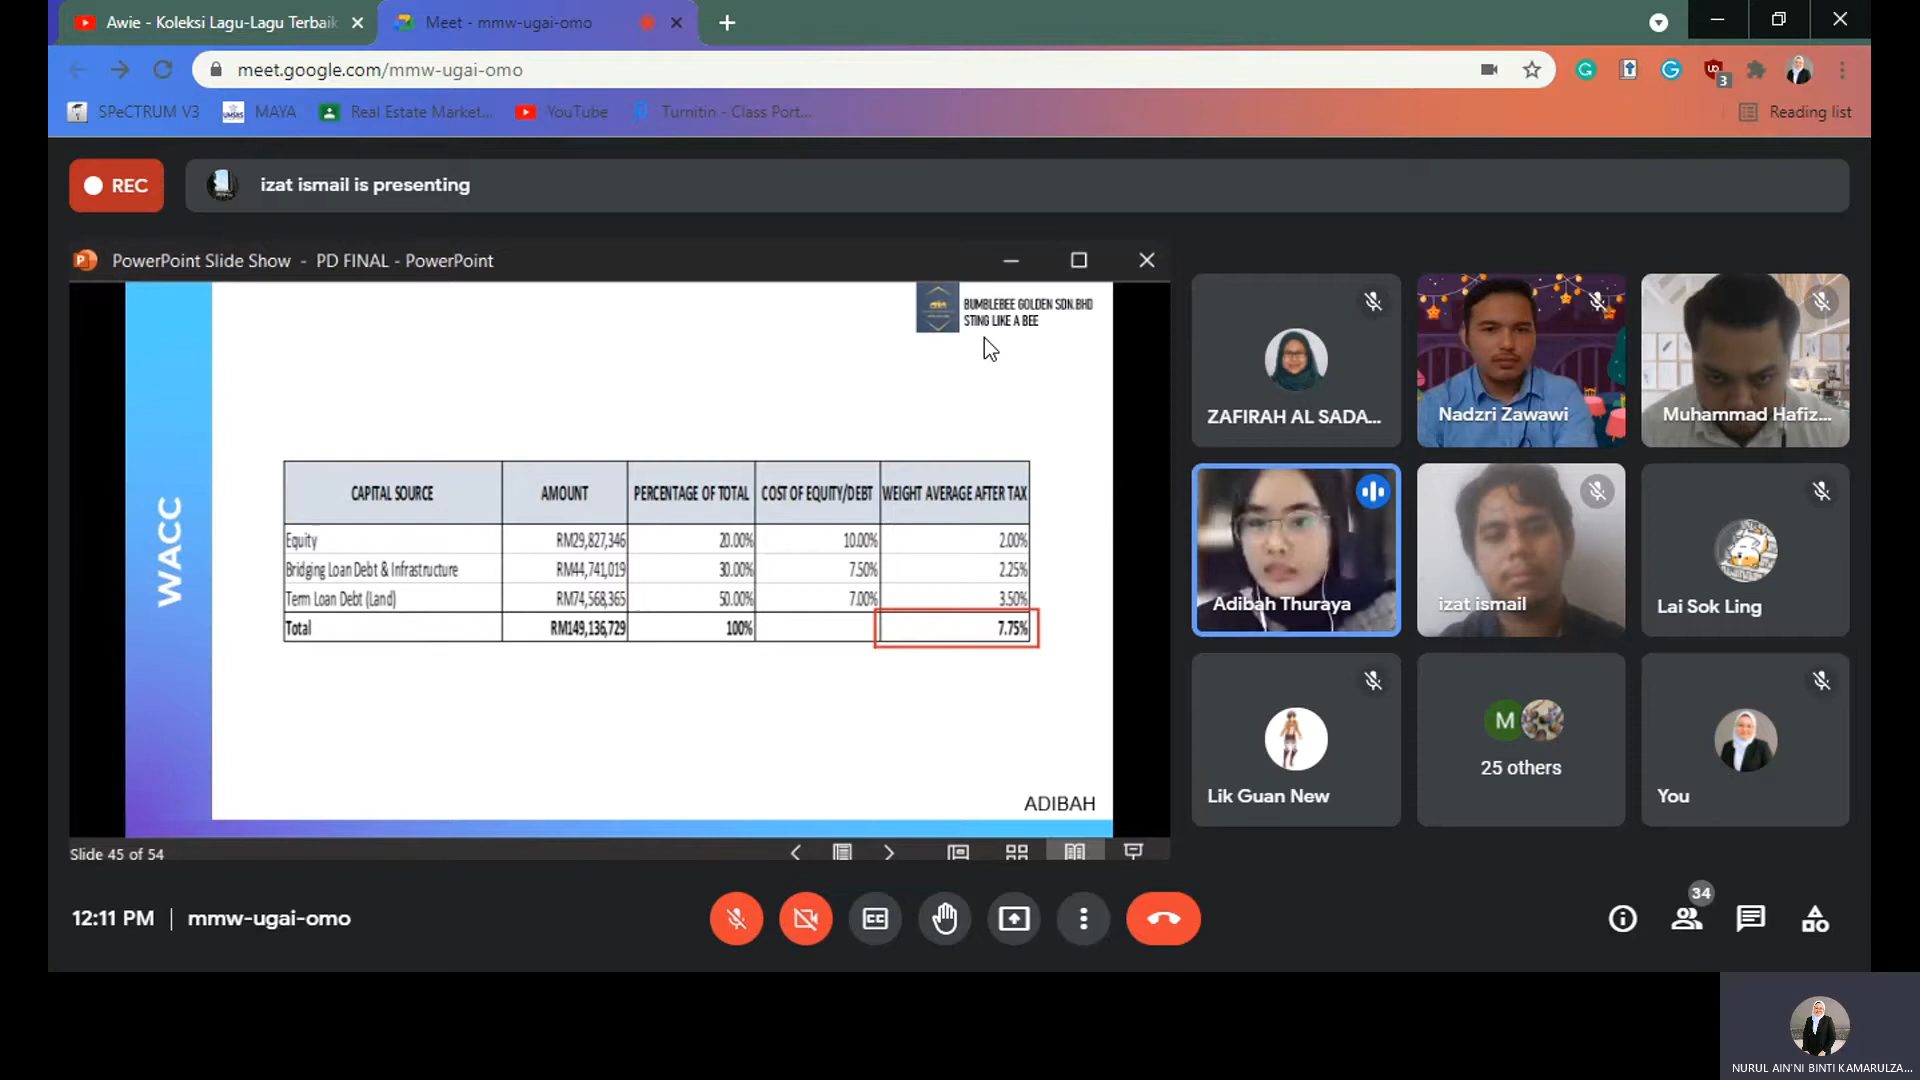 Awie - Koleksi Lagu-Lagu Terbaik
Meet - mmw-ugai-omo
meet.google.com/mmw-ugai-omo
3
SPeCTRUM V3
MAYA
Real Estate Market...
YouTube
Turnitin - Class Port...
Reading list
REC
izat ismail is presenting
PowerPoint Slide Show - PD FINAL - PowerPoint
BUMBLEBEE GOLDEN SDN.BHD
STING LIKE A BEE
WACC
CAPITAL SOURCE AMOUNT PERCENTAGE OF TOTAL COST OF EQUITY/DEBT WEIGHT AVERAGE AFTER TAX
Equity RM29,827,346 20.00% 10.00% 2.00%
Bridging Loan Debt & Infrastructure RM44,741,019 30.00% 7.50% 2.25%
Term Loan Debt (Land) RM74,568,365 50.00% 7.00% 3.50%
Total RM149,136,729 100% 7.75%
ADIBAH
Slide 45 of 54
ZAFIRAH AL SADA...
Nadzri Zawawi
Muhammad Hafiz...
Adibah Thuraya
izat ismail
Lai Sok Ling
Lik Guan New
M
25 others
You
12:11 PM | mmw-ugai-omo
34
NURUL AIN'NI BINTI KAMARULZA...